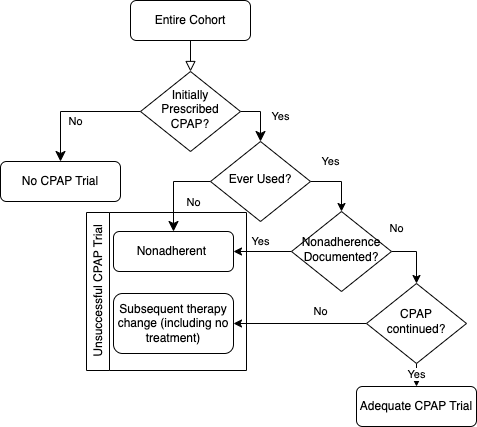 Entire Cohort
Initially
Prescribed
CPAP?
No
Yes
No CPAP Trial
Ever Used?
Yes
No
Unsuccessful CPAP Trial
Nonadherent
Yes
Nonadherence
Documented?
No
Subsequent therapy
change (including no
treatment)
No
CPAP
continued?
Yes
Adequate CPAP Trial